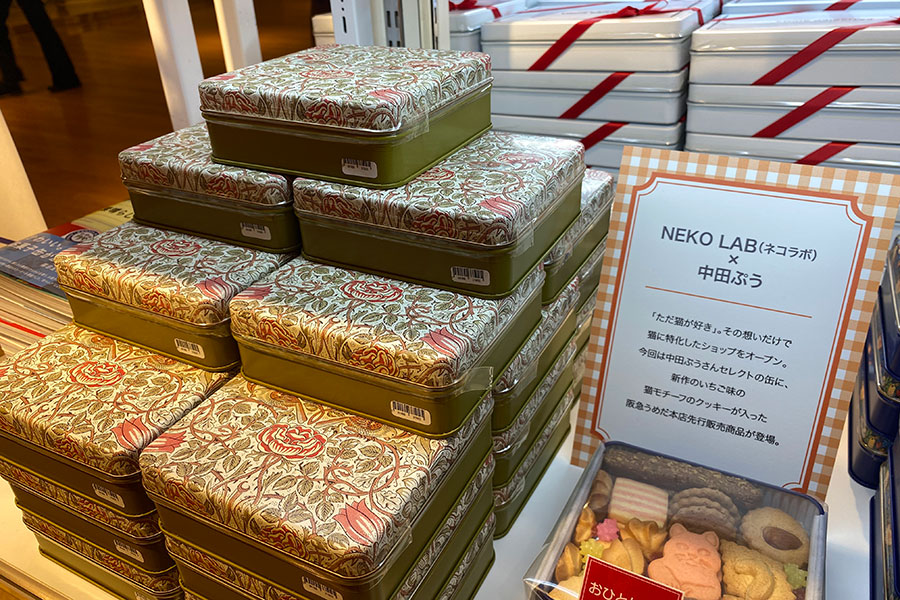 NEKO LAB(ネコラボ)
×
中田ぷう
「ただ猫が好き」。その想いだけで
猫に特化したショップをオープン。
今回は中田ぷうさんセレクトの缶に、
新作のいちご味の
猫モチーフのクッキーが入った
阪急うめだ本店先行販売商品が登場。
おひと